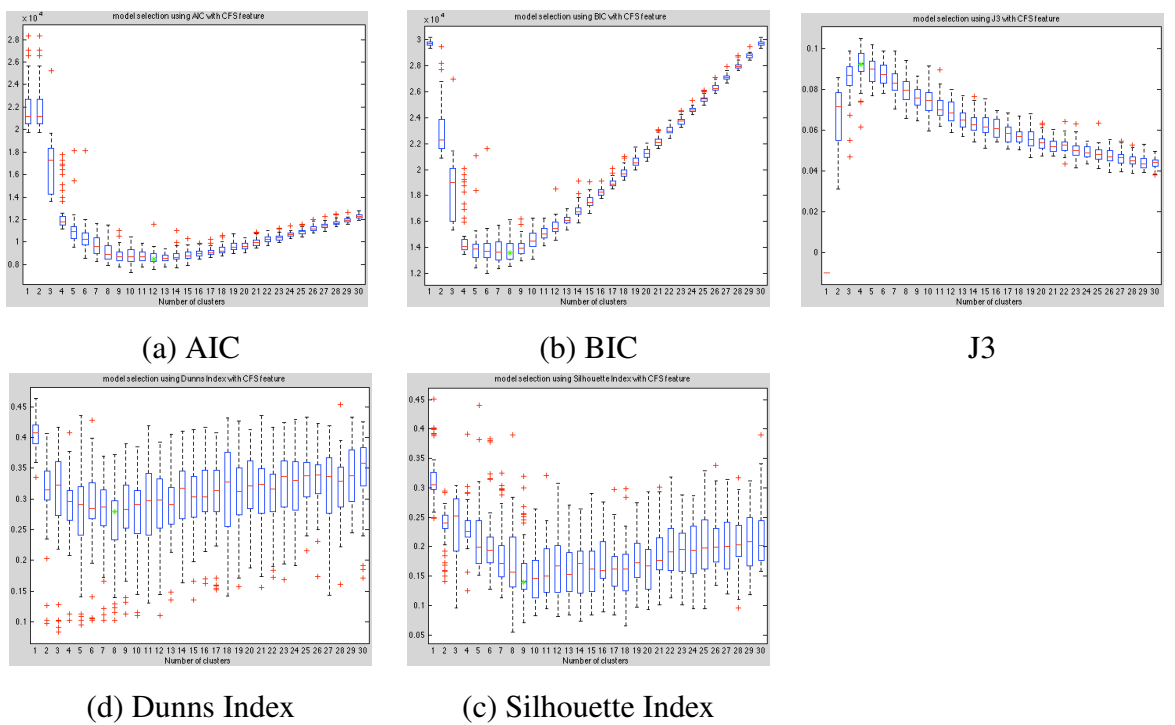 model selection using AIC with CFS feature
x 10⁴
2.8
2.6
2.4
2.2
2
1.8
1.6
1.4
1.2
1
0.8
1 2 3 4 5 6 7 8 9 10 11 12 13 14 15 16 17 18 19 20 21 22 23 24 25 26 27 28 29 30
Number of clusters
(a) AIC
model selection using BIC with CFS feature
x 10⁴
3
2.8
2.6
2.4
2.2
2
1.8
1.6
1.4
1.2
1 2 3 4 5 6 7 8 9 10 11 12 13 14 15 16 17 18 19 20 21 22 23 24 25 26 27 28 29 30
Number of clusters
(b) BIC
model selection using J3 with CFS feature
0.1
0.08
0.06
0.04
0.02
0
1 2 3 4 5 6 7 8 9 10 11 12 13 14 15 16 17 18 19 20 21 22 23 24 25 26 27 28 29 30
Number of clusters
J3
model selection using Dunns Index with CFS feature
0.45
0.4
0.35
0.3
0.25
0.2
0.15
0.1
1 2 3 4 5 6 7 8 9 10 11 12 13 14 15 16 17 18 19 20 21 22 23 24 25 26 27 28 29 30
Number of clusters
(d) Dunns Index
model selection using Silhouette Index with CFS feature
0.45
0.4
0.35
0.3
0.25
0.2
0.15
0.1
0.05
1 2 3 4 5 6 7 8 9 10 11 12 13 14 15 16 17 18 19 20 21 22 23 24 25 26 27 28 29 30
Number of clusters
(c) Silhouette Index